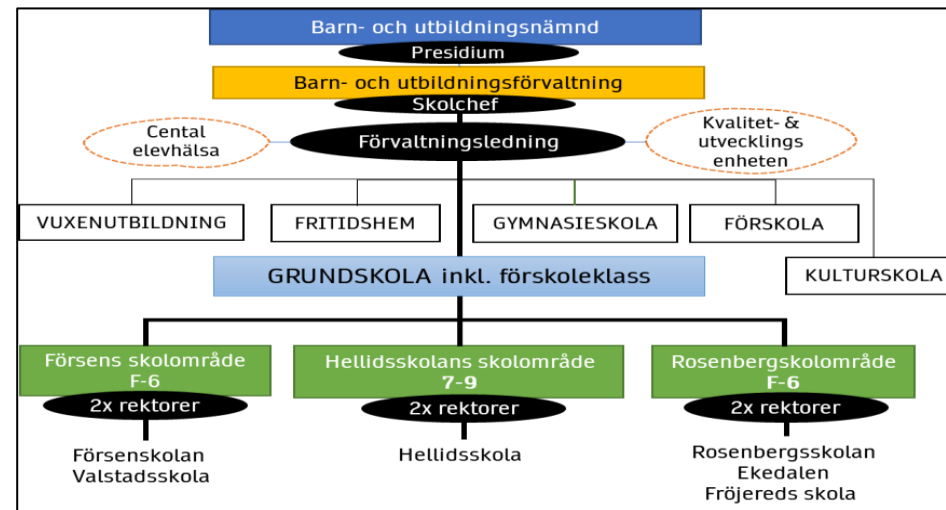 Barn- och utbildningsnämnd
Presidium
Barn- och utbildningsförvaltning
Skolchef
Cental
elevhälsa
Förvaltningsledning
Kvalitet- &
utvecklings
enheten
VUXENUTBILDNING
FRITIDSHEM
GYMNASIESKOLA
FÖRSKOLA
KULTURSKOLA
GRUNDSKOLA inkl. förskoleklass
Försens skolområde
F-6
2x rektorer
Försenskolan
Valstadsskola
Hellidsskolans skolområde
7-9
2x rektorer
Hellidsskola
Rosenbergskolområde
F-6
2x rektorer
Rosenbergsskolan
Ekedalen
Fröjereds skola